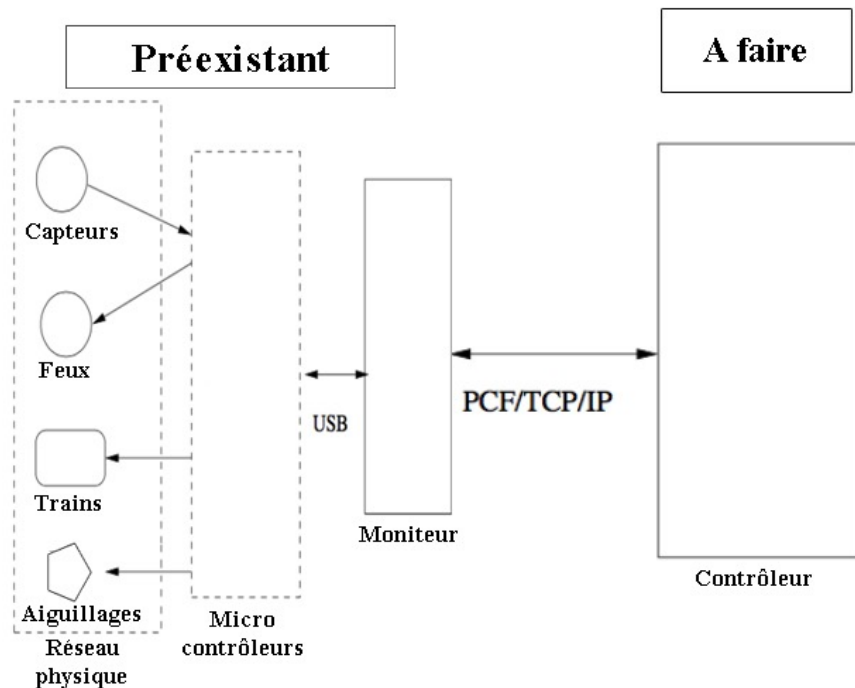 Préexistant
A faire
Capteurs
Feux
Trains
Aiguillages
Réseau
physique
Micro
contrôleurs
USB
Moniteur
PCF/TCP/IP
Contrôleur